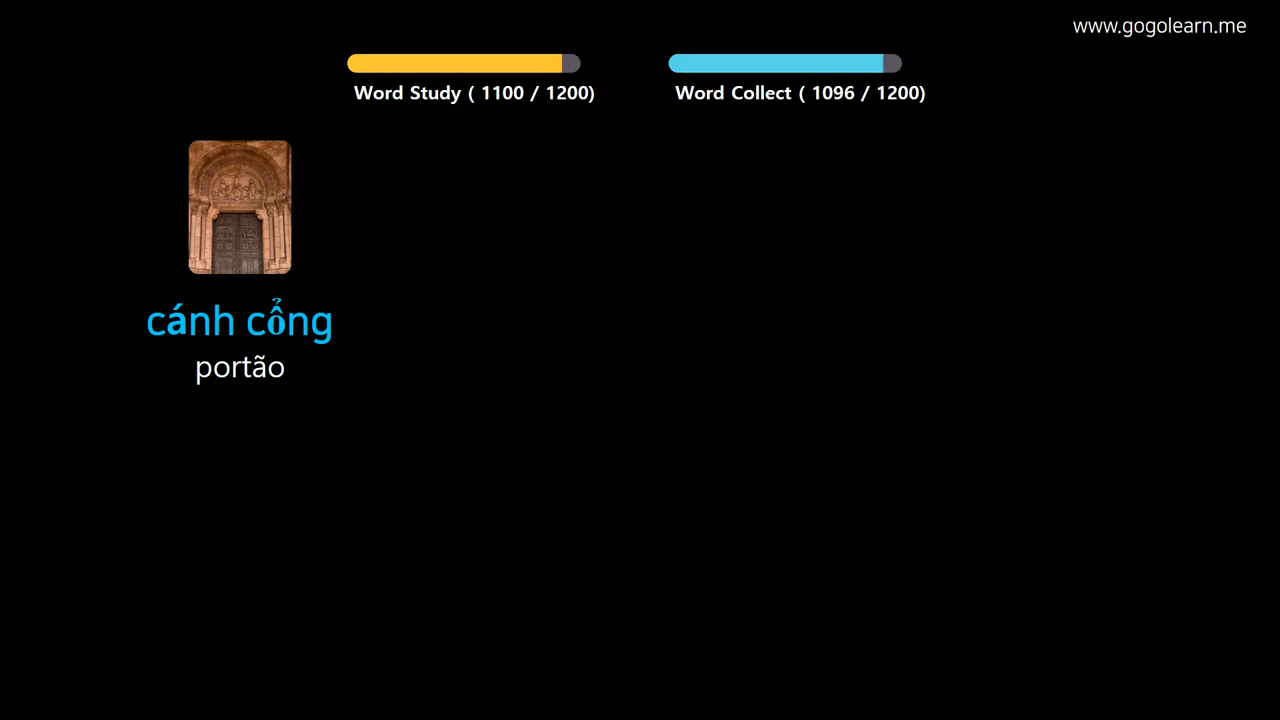 www.gogolearn.me
Word Study ( 1100 / 1200)
Word Collect ( 1096 / 1200)
cánh cổng
portão